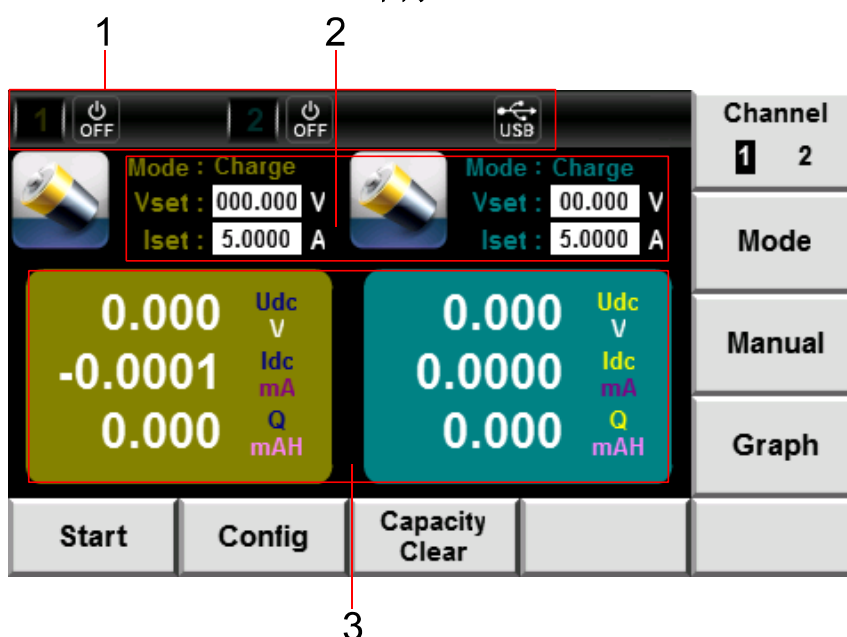 1 2
1 OFF 2 OFF USB
Channel
1 2
Mode : Charge Mode : Charge
Vset : 000.000 V Vset : 00.000 V
Iset : 5.0000 A Iset : 5.0000 A
Mode
0.000 Udc V 0.000 Udc V
Manual
-0.0001 Idc mA 0.0000 Idc mA
0.000 Q mAH 0.000 Q mAH
Graph
Start Config Capacity Clear
3